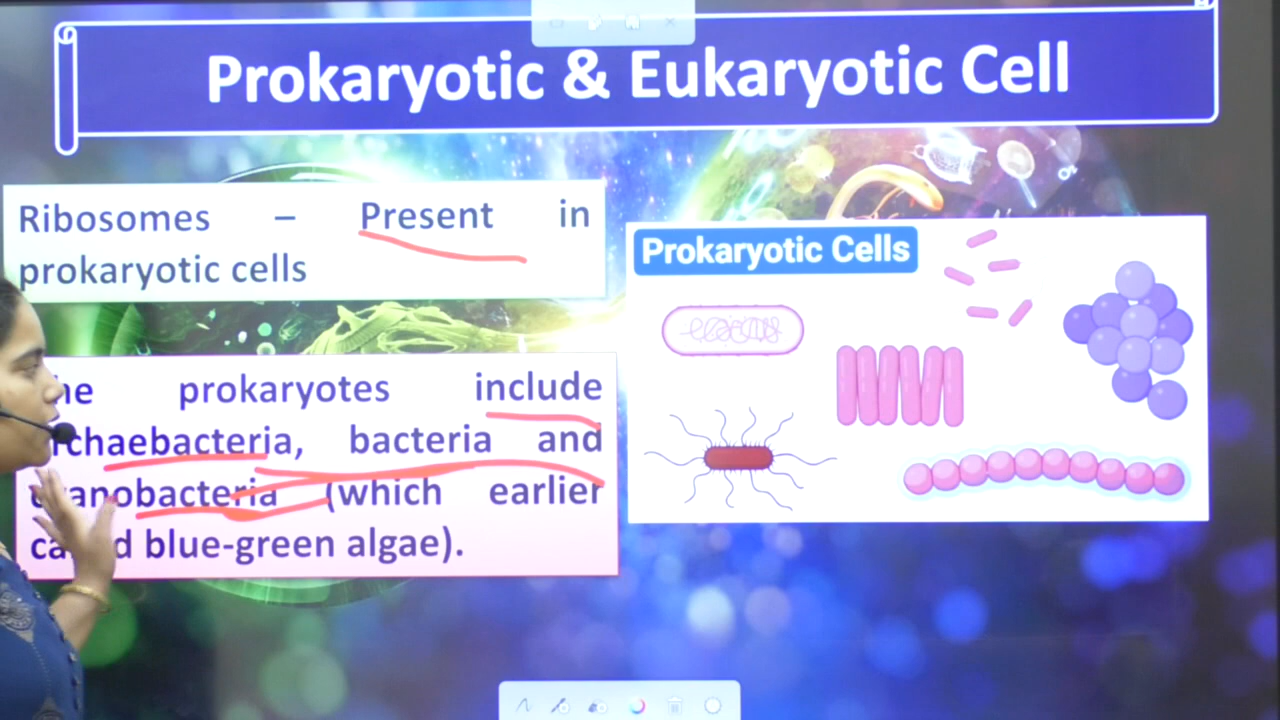 Prokaryotic & Eukaryotic Cell
Ribosomes – Present in
prokaryotic cells
Prokaryotic Cells
prokaryotes include
bacteria and
(which earlier
blue-green algae).